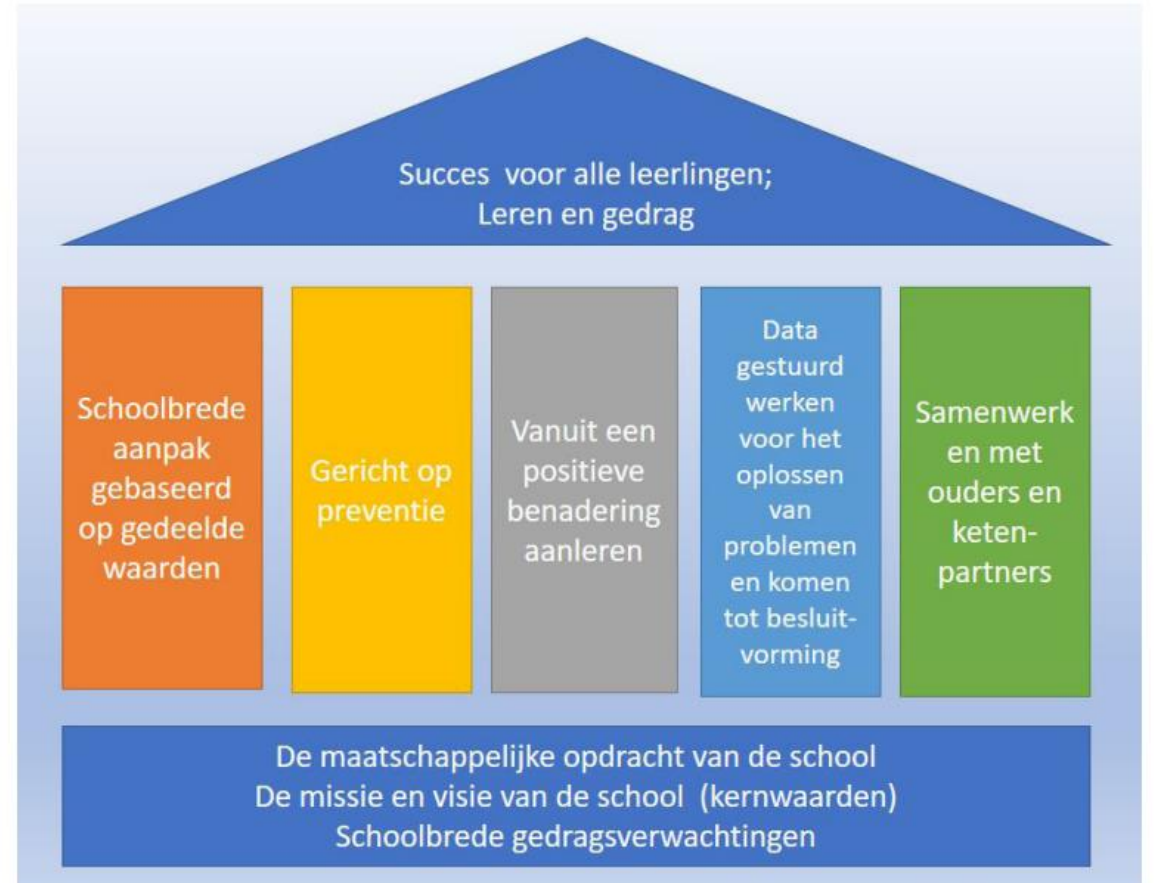 Succes voor alle leerlingen;
Leren en gedrag
Schoolbrede
aanpak
gebaseerd
op gedeelde
waarden
Gericht op
preventie
Vanuit een
positieve
benadering
aanleren
Data
gestuurd
werken
voor het
oplossen
van
problemen
en komen
tot besluit-
vorming
Samenwerk
en met
ouders en
keten-
partners
De maatschappelijke opdracht van de school
De missie en visie van de school (kernwaarden)
Schoolbrede gedragsverwachtingen